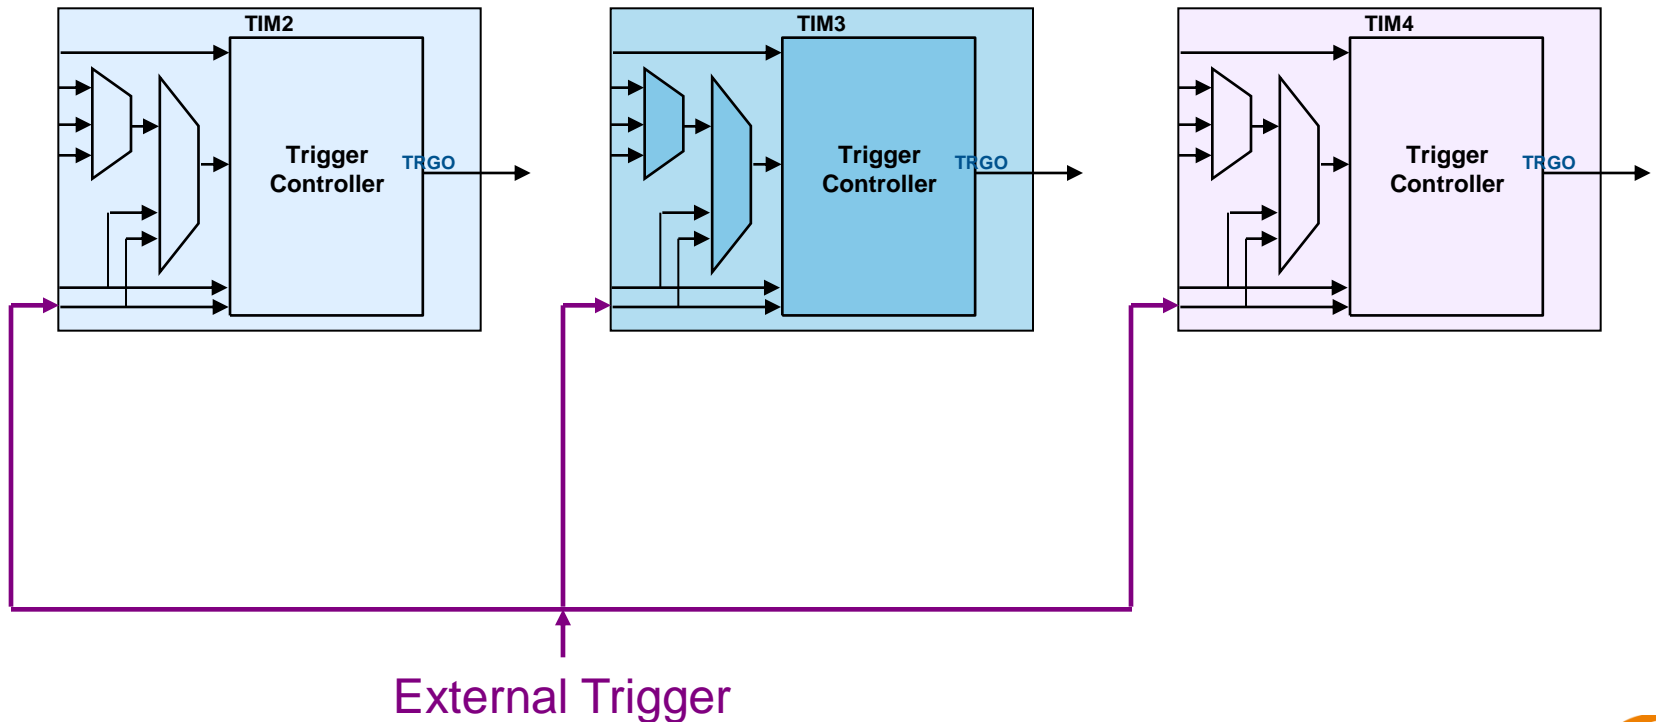 TIM2
Trigger
Controller
TRGO
TIM3
Trigger
Controller
TRGO
TIM4
Trigger
Controller
TRGO
External Trigger